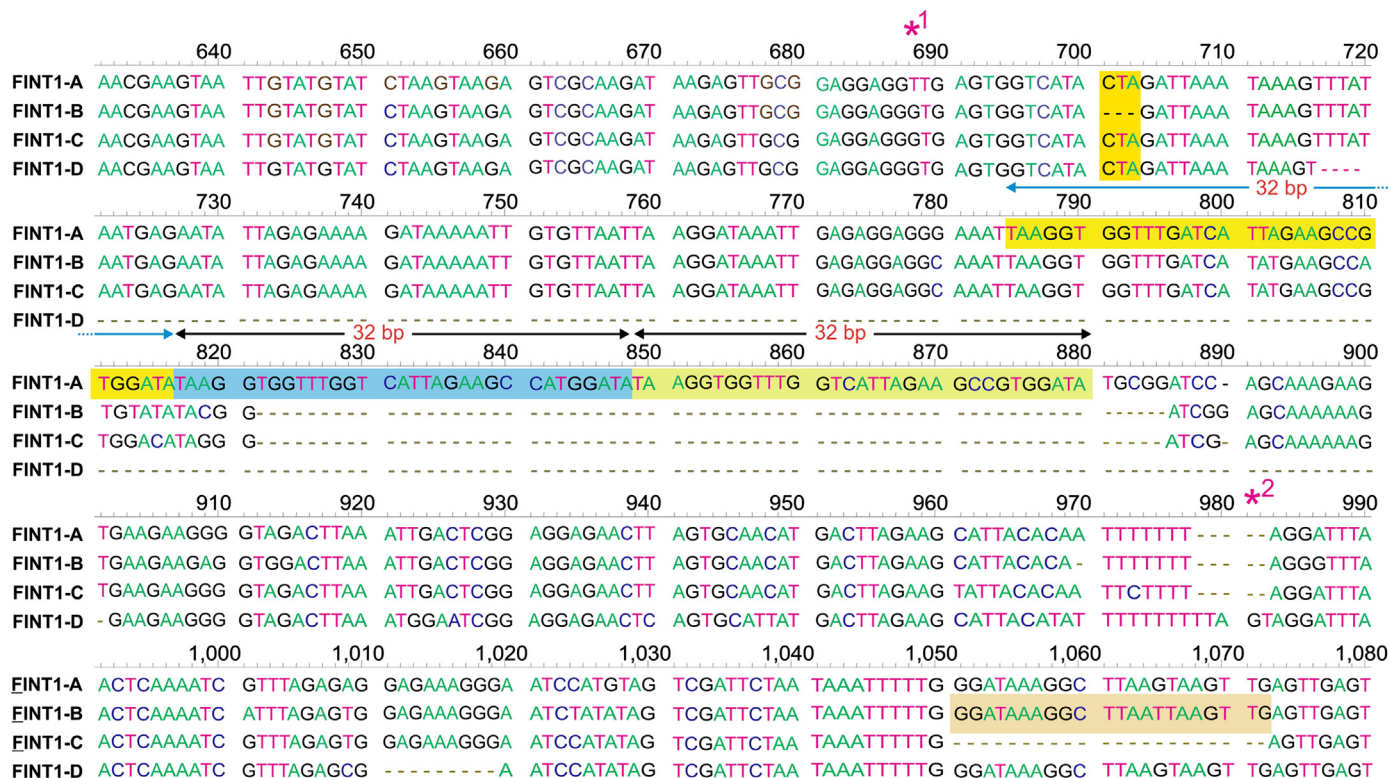 *1
640 650 660 670 680 690 700 710 720
FINT1-A AACGAAGTAA TTGTATGTAT CTAAGTAAGA GTCGCAAGAT AAGAGTTGCG GAGGAGGTTG AGTGGTCATA CTAGATTAAA TAAAGTTTAT
FINT1-B AACGAAGTAA TTGTATGTAT CTAAGTAAGAT GTCGCAAGAT AAGAGTTGCG GAGGAGGGTG AGTGGTCATA ---GATTAAA TAAAGTTTAT
FINT1-C AACGAAGTAA TTGTATGTAT CTAAGTAAGA GTCGCAAGAT AAGAGTTGCG GAGGAGGGTG AGTGGTCATA CTAGATTAAA TAAAGTTTAT
FINT1-D AACGAAGTAA TTGTATGTAT CTAAGTAAGA GTCGCAAGAT AAGAGTTGCG GAGGAGGGTG AGTGGTCATA CTAGATTAAA TAAAGT----
32 bp
730 740 750 760 770 780 790 800 810
FINT1-A AATGAGAATA TTAGAGAAAA GATAAAAATT GTGTTAATTA AGGATAAATT GAGAGGAGGG AAATTAAGGT GGTTTGATCA TTAGAAGCCG
FINT1-B AATGAGAATA TTAGAGAAAA GATAAAAATT GTGTTAATTA AGGATAAATT GAGAGGAGGC AAATTAAGGT GGTTTGATCA TATGAAGCCA
FINT1-C AATGAGAATA TTAGAGAAAA GATAAAAATT GTGTTAATTA AGGATAAATT GAGAGGAGGC AAATTAAGGT GGTTTGATCA TATGAAGCCG
FINT1-D ---------- ---------- ---------- ---------- ---------- ---------- ---------- ---------- ----------
32 bp 32 bp
820 830 840 850 860 870 880 890 900
FINT1-A TGGATATAAG GTGGTTTGGT CATTAGAAGC CATGGATATA AGGTGGTTTG GTCATTAGAA GCCGTGGATA TGCGGATCC- AGCAAAGAAG
FINT1-B TGTATATACG G--------- ---------- ---------- ---------- ---------- ---------- -----ATCGG AGCAAAAAAG
FINT1-C TGGACATAGG G--------- ---------- ---------- ---------- ---------- ---------- -----ATCG- AGCAAAAAAG
FINT1-D ---------- ---------- ---------- ---------- ---------- ---------- ---------- ---------- ----------
*2
910 920 930 940 950 960 970 980 990
FINT1-A TGAAGAAGGG GTAGACTTAA ATTGACTCGG AGGAGAACTT AGTGCAACAT GACTTAGAAG CATTACACAA TTTTTTT--- --AGGATTTA
FINT1-B TGAAGAAGAG GTGGACTTAA ATTGACTCGG AGGAGAACTT AGTGCAACAT GACTTAGAAG CATTACACA- TTTTTTT--- --AGGGTTTA
FINT1-C TGAAGAAGGG GTAGACTTAA ATTGACTCGG AGGAGAACTT AGTGCAACAT GACTTAGAAG TATTACACAA TTCTTTT--- --AGGATTTA
FINT1-D -GAAGAAGGG GTAGACTTAA ATGGAATCGG AGGAGAACTC AGTGCATTAT GACTTAGAAG CATTACATAT TTTTTTTTTA GTAGGATTTA
1,000 1,010 1,020 1,030 1,040 1,050 1,060 1,070 1,080
FINT1-A ACTCAAAATC GTTTAGAGAG GAGAAAGGGA ATCCATGTAG TCGATTCTAA TAAATTTTTG GGATAAAGGC TTAAGTAAGT TGAGTTGAGT
FINT1-B ACTCAAAATC ATTTAGAGTG GAGAAAGGGA ATCTATATAG TCGATTCTAA TAAATTTTTG GGATAAAGGC TTAATTAAGT TGAGTTGAGT
FINT1-C ACTCAAAATC GTTTAGAGTG GAGAAAGGGA ATCCATATAG TCGATTCTAA TAAATTTTTG ---------- ---------- --AGTTGAGT
FINT1-D ACTCAAAATC GTTTAGAGCG ---------A ATCCATATAG TCGATTCTAA TAAATTTTTG GGATAAAGGC TTAAGTAAGT TGAGTTGAGT